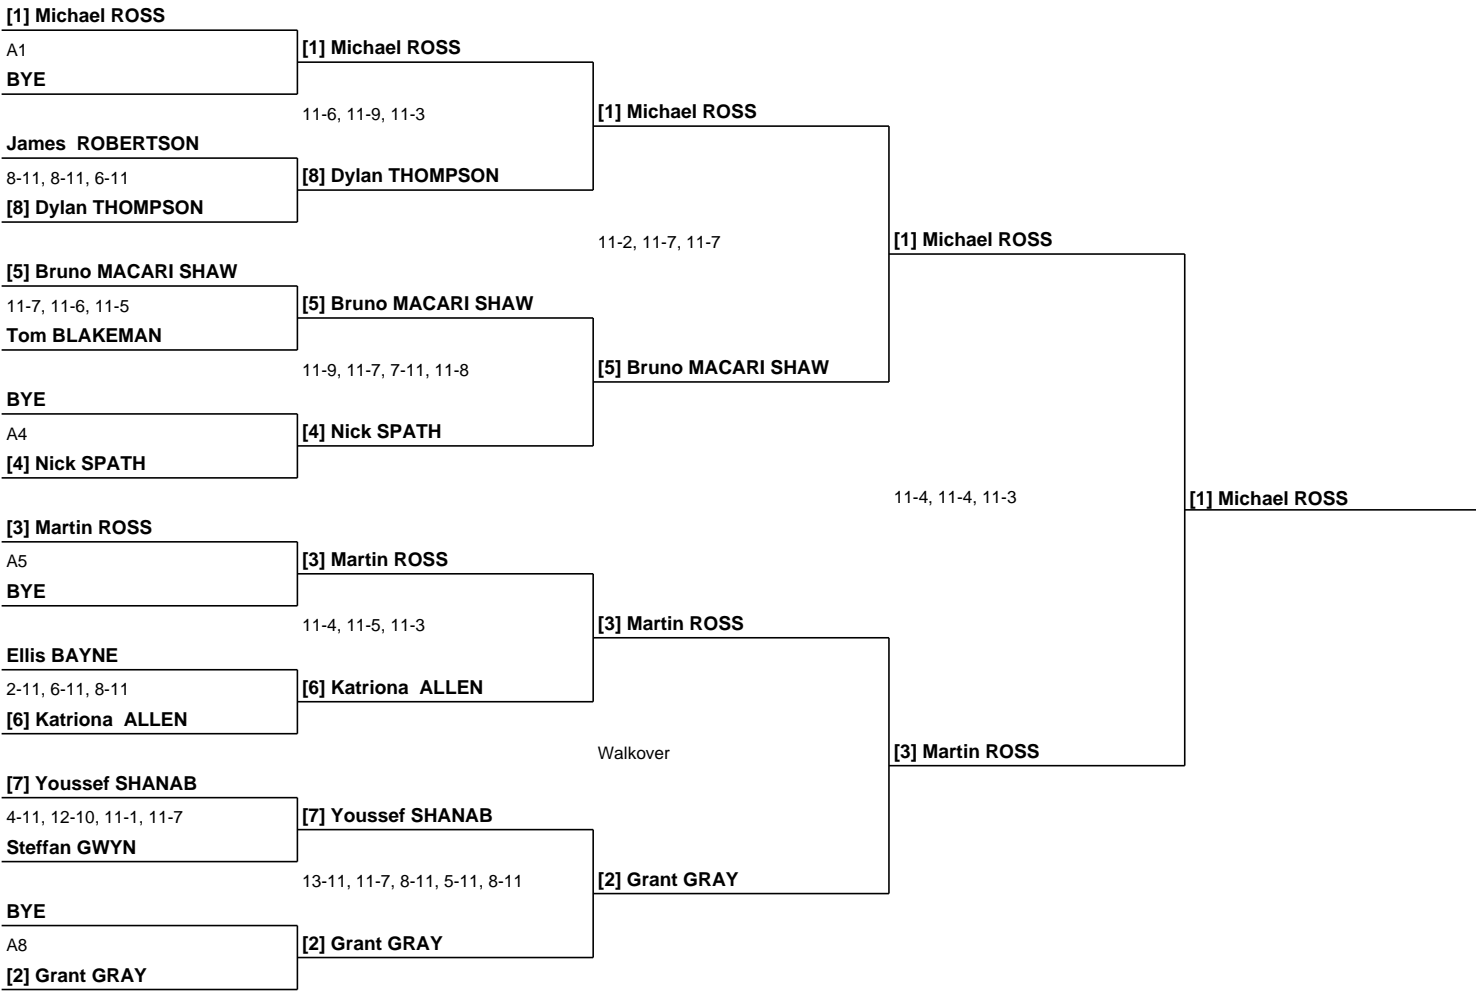 [1] Michael ROSS
A1
BYE
James  ROBERTSON
8-11, 8-11, 6-11
[8] Dylan THOMPSON
[5] Bruno MACARI SHAW
11-7, 11-6, 11-5
Tom BLAKEMAN
BYE
A4
[4] Nick SPATH
[3] Martin ROSS
A5
BYE
Ellis BAYNE
2-11, 6-11, 8-11
[6] Katriona  ALLEN
[7] Youssef SHANAB
4-11, 12-10, 11-1, 11-7
Steffan GWYN
BYE
A8
[2] Grant GRAY
[1] Michael ROSS
11-6, 11-9, 11-3
[8] Dylan THOMPSON
[5] Bruno MACARI SHAW
11-9, 11-7, 7-11, 11-8
[4] Nick SPATH
[3] Martin ROSS
11-4, 11-5, 11-3
[6] Katriona  ALLEN
[7] Youssef SHANAB
13-11, 11-7, 8-11, 5-11, 8-11
[2] Grant GRAY
[1] Michael ROSS
11-2, 11-7, 11-7
[5] Bruno MACARI SHAW
[3] Martin ROSS
Walkover
[2] Grant GRAY
[1] Michael ROSS
11-4, 11-4, 11-3
[3] Martin ROSS
[1] Michael ROSS